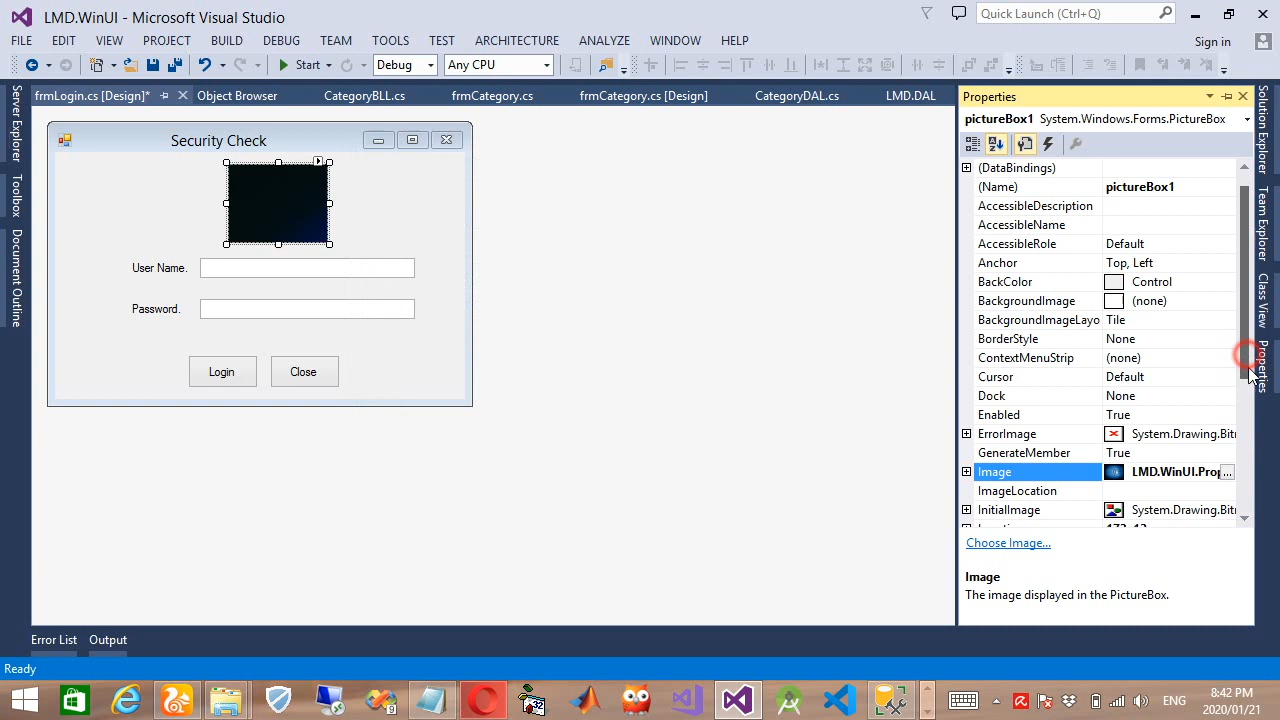 LMD.WinUI - Microsoft Visual Studio
Quick Launch (Ctrl+Q)
FILE EDIT VIEW PROJECT BUILD DEBUG TEAM TOOLS TEST ARCHITECTURE ANALYZE WINDOW HELP
Sign in
Start Debug Any CPU
Server Explorer
Toolbox
Document Outline
frmLogin.cs [Design]* Object Browser CategoryBLL.cs frmCategory.cs frmCategory.cs [Design] CategoryDAL.cs LMD.DAL
Security Check
User Name.
Password.
Login Close
Properties
pictureBox1 System.Windows.Forms.PictureBox
(DataBindings)
(Name) pictureBox1
AccessibleDescription
AccessibleName
AccessibleRole Default
Anchor Top, Left
BackColor Control
BackgroundImage (none)
BackgroundImageLayo Tile
BorderStyle None
ContextMenuStrip (none)
Cursor Default
Dock None
Enabled True
ErrorImage System.Drawing.Bit
GenerateMember True
Image LMD.WinUI.Prop ...
ImageLocation
InitialImage System.Drawing.Bit
Choose Image...
Image
The image displayed in the PictureBox.
Solution Explorer
Team Explorer
Class View
Properties
Error List Output
Ready
32
ENG
8:42 PM
2020/01/21